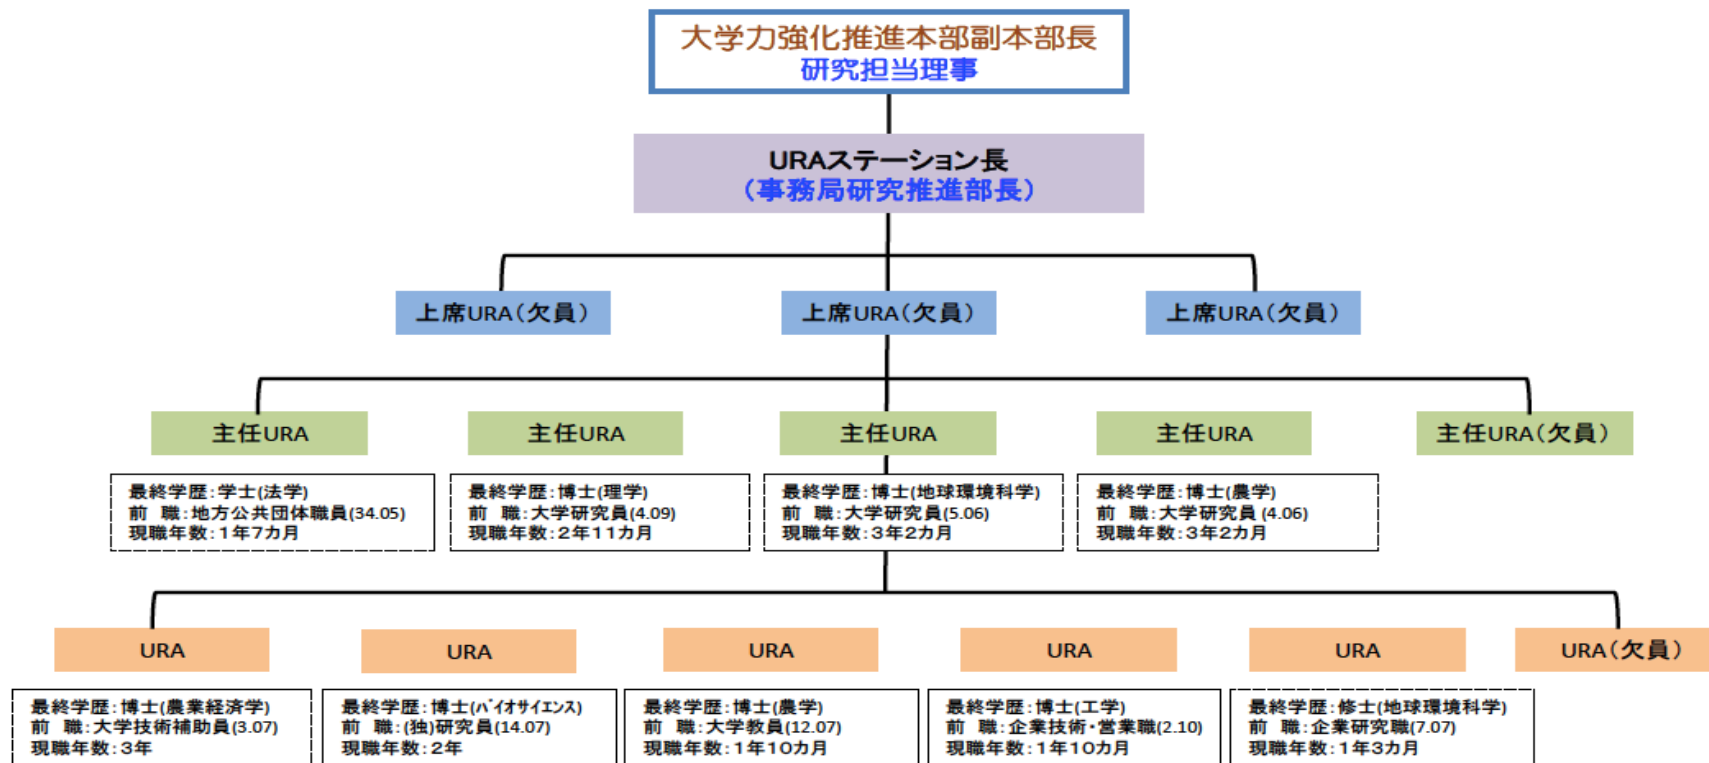 大学力強化推進本部副本部長
研究担当理事
URAステーション長
（事務局研究推進部長）
上席URA（欠員）
上席URA（欠員）
上席URA（欠員）
主任URA
主任URA
主任URA
主任URA
主任URA（欠員）
最終学歴：学士(法学)
前　職：地方公共団体職員(34.05)
現職年数：1年7カ月
最終学歴：博士(理学)
前　職：大学研究員(4.09)
現職年数：2年11カ月
最終学歴：博士(地球環境科学)
前　職：大学研究員(5.06)
現職年数：3年2カ月
最終学歴：博士(農学)
前　職：大学研究員(4.06)
現職年数：3年2カ月
URA
URA
URA
URA
URA
URA（欠員）
最終学歴：博士(農業経済学)
前　職：大学技術補助員(3.07)
現職年数：3年
最終学歴：博士(バイオサイエンス)
前　職：(独)研究員(14.07)
現職年数：2年
最終学歴：博士(農学)
前　職：大学教員(12.07)
現職年数：1年10カ月
最終学歴：博士(工学)
前　職：企業技術・営業職(2.10)
現職年数：1年10カ月
最終学歴：修士(地球環境科学)
前　職：企業研究職(7.07)
現職年数：1年3カ月